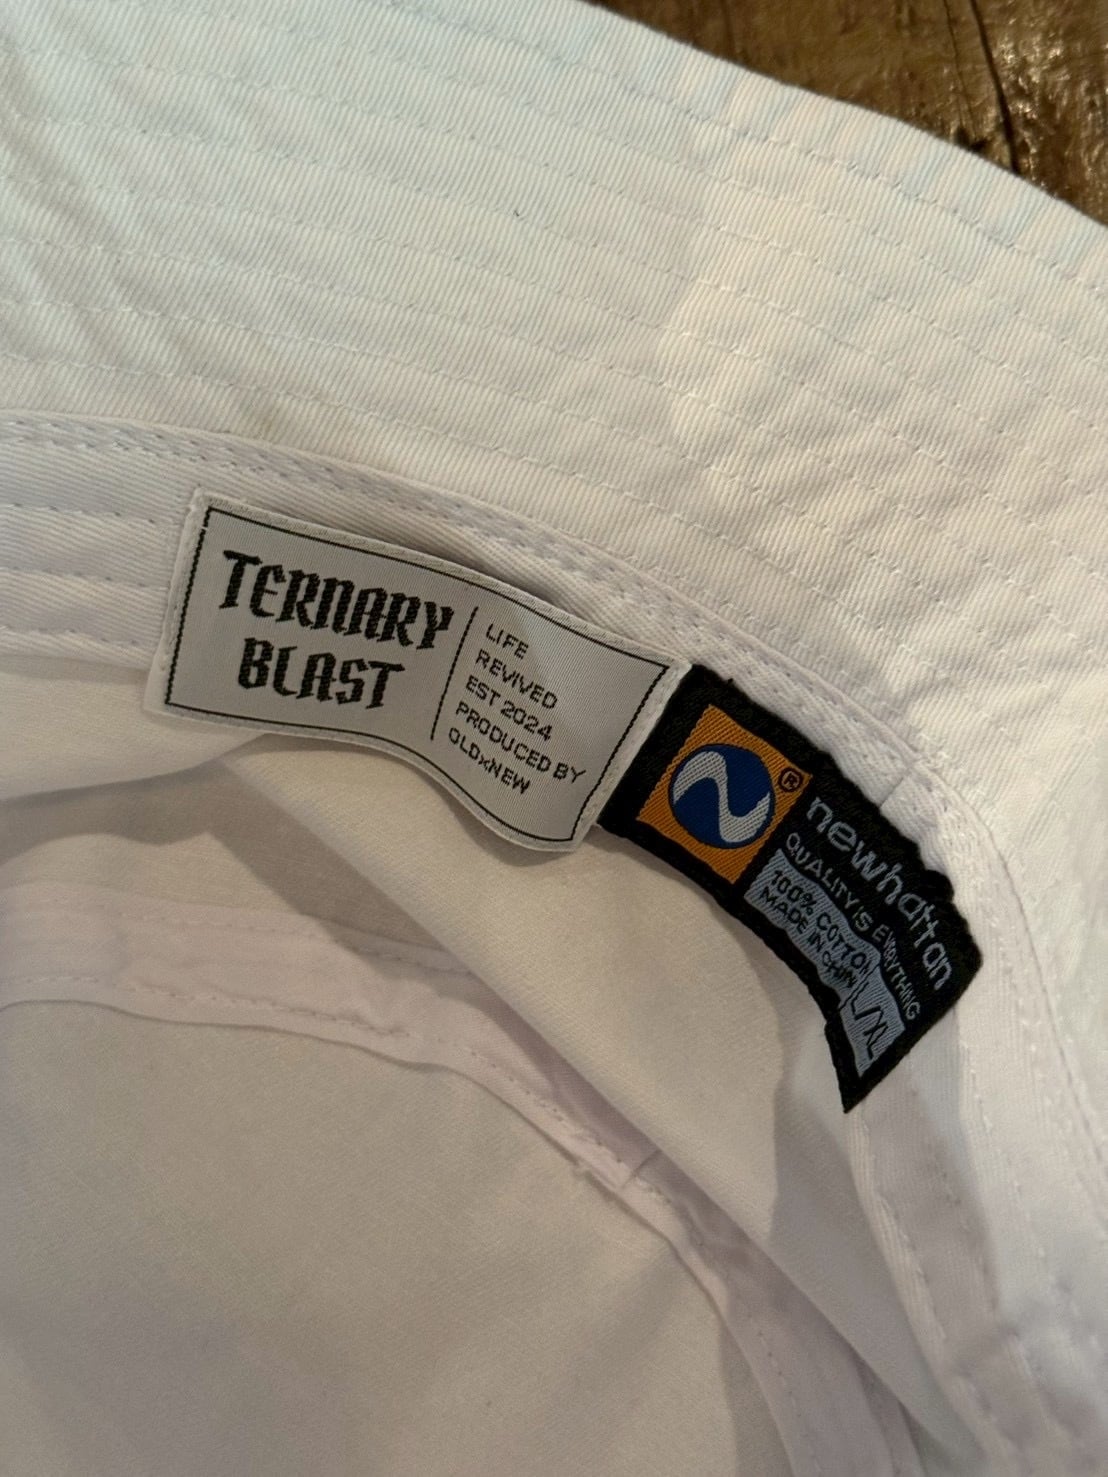 TERNARY
BLAST
LIFE
REVIVED
EST 2024
PRODUCED BY
OLDxNEW
®
newhattan
QUALITY IS EVERYTHING
100% COTTON
MADE IN CHINA
L/XL